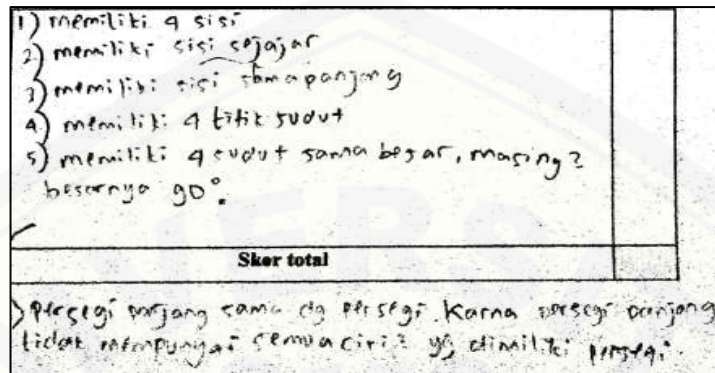 1) memiliki 4 sisi
2) memiliki sisi sejajar
3) memiliki sisi sama panjang
4) memiliki 4 titik sudut
5) memiliki 4 sudut sama besar, masing2
besarnya 90°.
Skor total
> persegi panjang sama dg persegi. Karna persegi panjang
tidak mempunyai semua ciri2 yg dimiliki persegi.